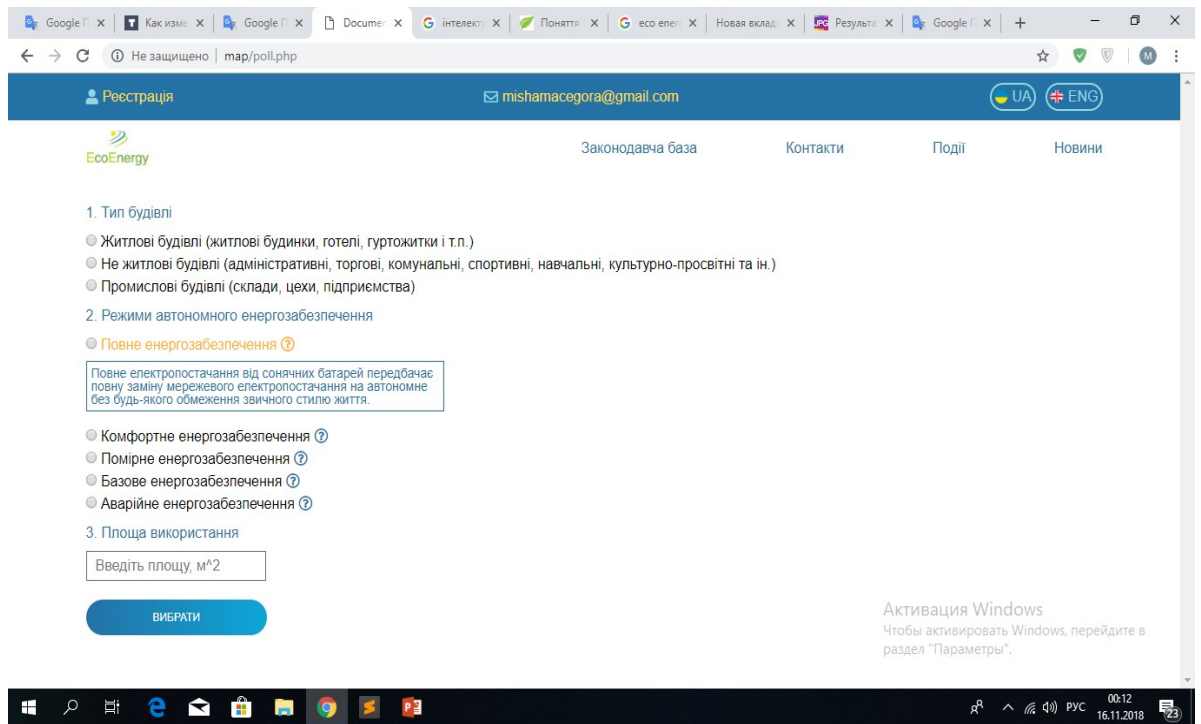 Google П
Как изме
Google П
Documen
інтелект
Поняття
eco ener
Новая вклад
Результа
Google П
Не защищено | map/poll.php
М
Реєстрація
mishamacegora@gmail.com
UA
ENG
EcoEnergy
Законодавча база
Контакти
Події
Новини
1. Тип будівлі
Житлові будівлі (житлові будинки, готелі, гуртожитки і т.п.)
Не житлові будівлі (адміністративні, торгові, комунальні, спортивні, навчальні, культурно-просвітні та ін.)
Промислові будівлі (склади, цехи, підприємства)
2. Режими автономного енергозабезпечення
Повне енергозабезпечення ?
Повне електропостачання від сонячних батарей передбачає
повну заміну мережевого електропостачання на автономне
без будь-якого обмеження звичного стилю життя.
Комфортне енергозабезпечення ?
Помірне енергозабезпечення ?
Базове енергозабезпечення ?
Аварійне енергозабезпечення ?
3. Площа використання
Введіть площу, м^2
ВИБРАТИ
Активация Windows
Чтобы активировать Windows, перейдите в
раздел "Параметры".
РУС
00:12
16.11.2018
23